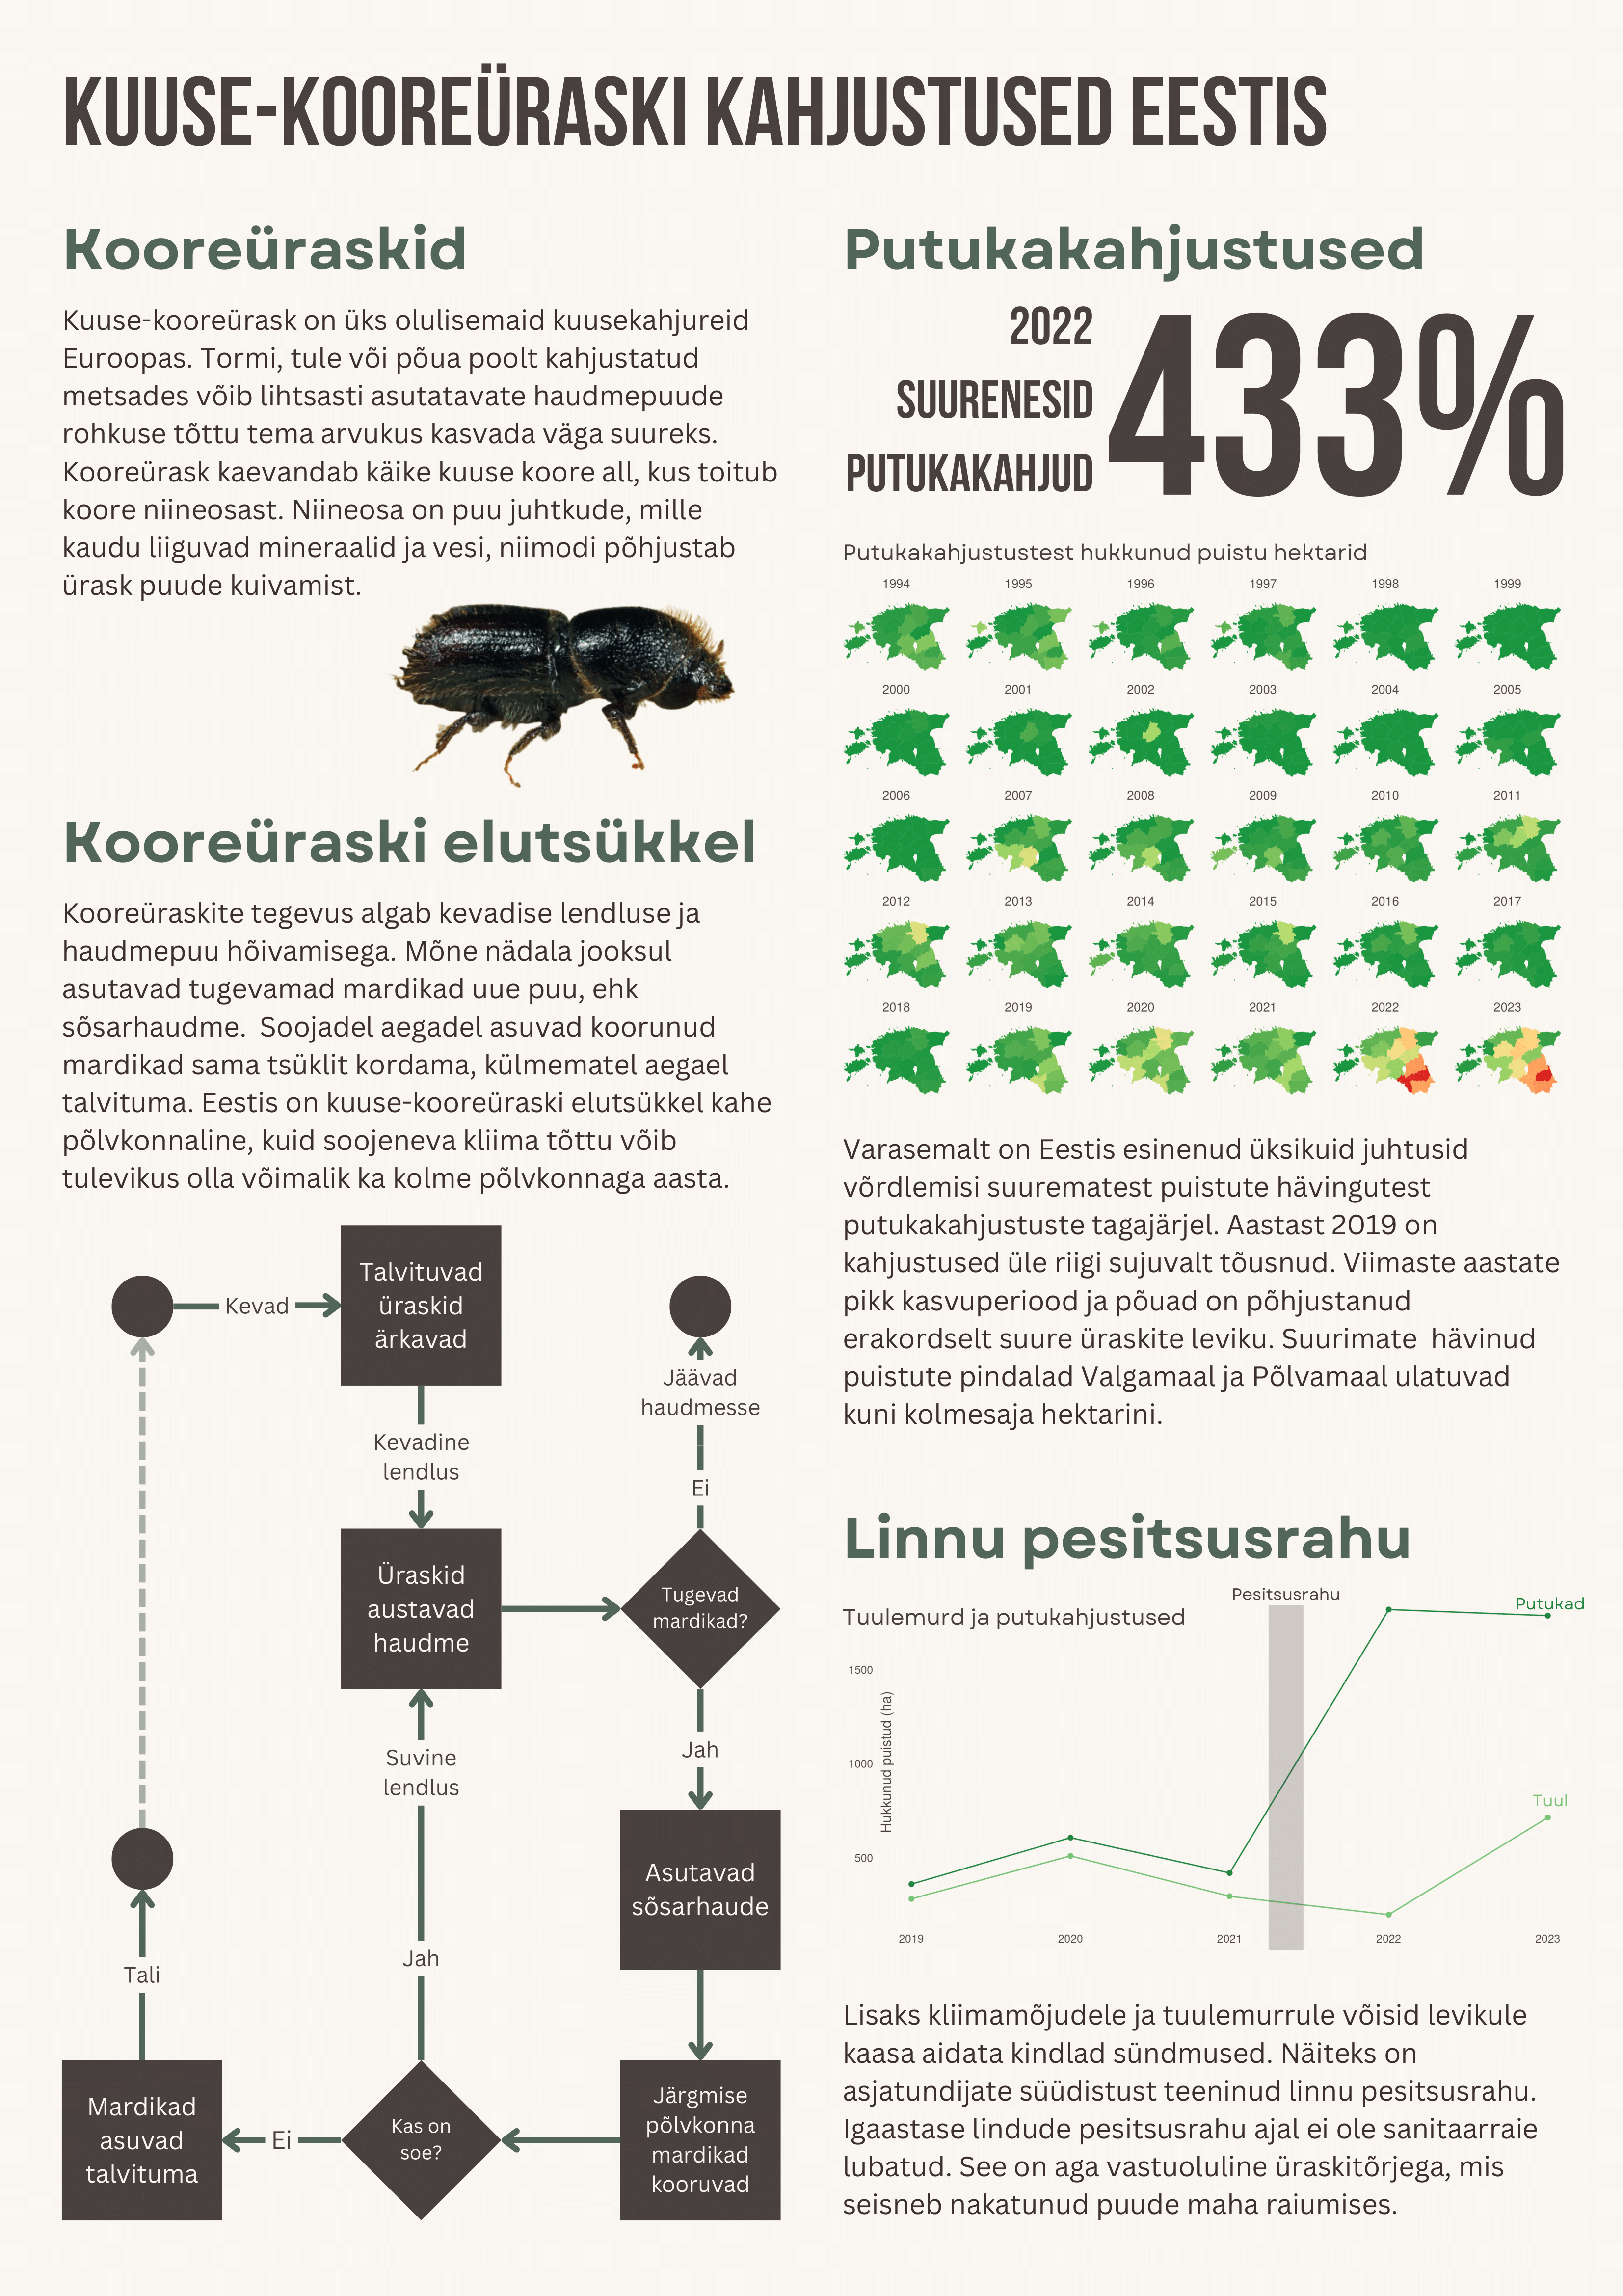 KUUSE-KOOREÜRASKI KAHJUSTUSED EESTIS
Kooreüraskid
Kuuse-kooreürask on üks olulisemaid kuusekahjureid
Euroopas. Tormi, tule või põua poolt kahjustatud
metsades võib lihtsasti asutatavate haudmepuude
rohkuse tõttu tema arvukus kasvada väga suureks.
Kooreürask kaevandab käike kuuse koore all, kus toitub
koore niineosast. Niineosa on puu juhtkude, mille
kaudu liiguvad mineraalid ja vesi, niimodi põhjustab
ürask puude kuivamist.
Kooreüraski elutsükkel
Kooreüraskite tegevus algab kevadise lendluse ja
haudmepuu hõivamisega. Mõne nädala jooksul
asutavad tugevamad mardikad uue puu, ehk
sõsarhaudme.  Soojadel aegadel asuvad koorunud
mardikad sama tsüklit kordama, külmematel aegael
talvituma. Eestis on kuuse-kooreüraski elutsükkel kahe
põlvkonnaline, kuid soojeneva kliima tõttu võib
tulevikus olla võimalik ka kolme põlvkonnaga aasta.
Kevad
Talvituvad
üraskid
ärkavad
Jäävad
haudmesse
Kevadine
lendlus
Ei
Üraskid
austavad
haudme
Tugevad
mardikad?
Suvine
lendlus
Jah
Asutavad
sõsarhaude
Jah
Tali
Mardikad
asuvad
talvituma
Ei
Kas on
soe?
Järgmise
põlvkonna
mardikad
kooruvad
Putukakahjustused
2022
SUURENESID
PUTUKAKAHJUD
433%
Putukakahjustustest hukkunud puistu hektarid
1994 1995 1996 1997 1998 1999
2000 2001 2002 2003 2004 2005
2006 2007 2008 2009 2010 2011
2012 2013 2014 2015 2016 2017
2018 2019 2020 2021 2022 2023
Varasemalt on Eestis esinenud üksikuid juhtusid
võrdlemisi suurematest puistute hävingutest
putukakahjustuste tagajärjel. Aastast 2019 on
kahjustused üle riigi sujuvalt tõusnud. Viimaste aastate
pikk kasvuperiood ja põuad on põhjustanud
erakordselt suure üraskite leviku. Suurimate  hävinud
puistute pindalad Valgamaal ja Põlvamaal ulatuvad
kuni kolmesaja hektarini.
Linnu pesitsusrahu
Pesitsusrahu
Tuulemurd ja putukahjustused
Putukad
1500
1000
500
Hukkunud puistud (ha)
Tuul
2019 2020 2021 2022 2023
Lisaks kliimamõjudele ja tuulemurrule võisid levikule
kaasa aidata kindlad sündmused. Näiteks on
asjatundijate süüdistust teeninud linnu pesitsusrahu.
Igaastase lindude pesitsusrahu ajal ei ole sanitaarraie
lubatud. See on aga vastuoluline üraskitõrjega, mis
seisneb nakatunud puude maha raiumises.